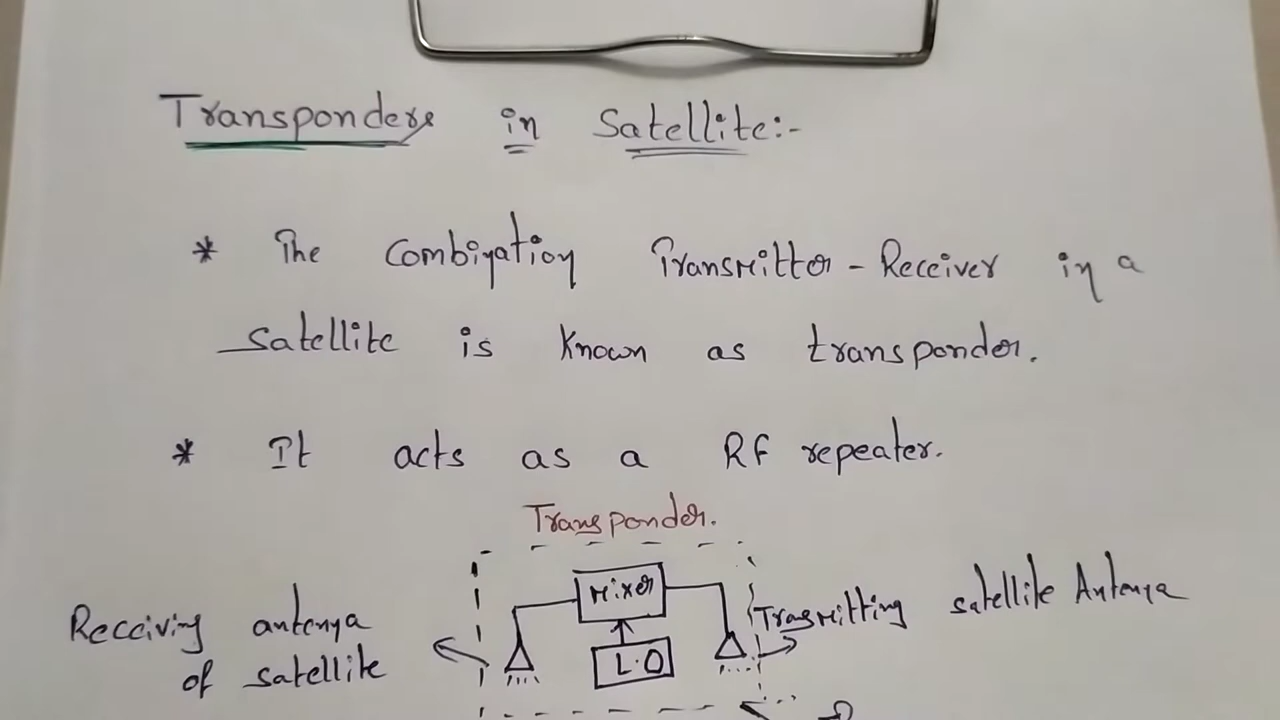 Transponders in Satellite:-
* The Combination Transmitter - Receiver in a
Satellite is known as transponder.
* It acts as a RF repeater.
Transponder.
Mixer
L.O
Receiving antenna
of satellite
Trasmitting satellite Antenna